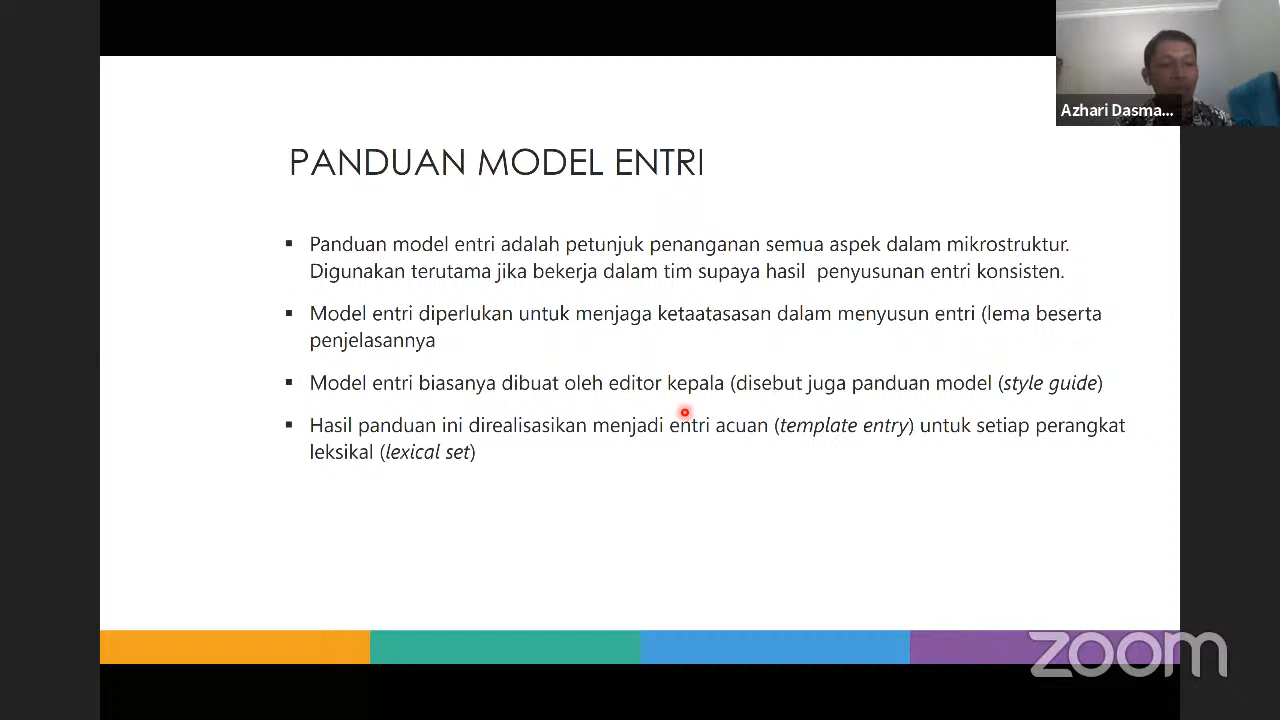 Azhari Dasma...
PANDUAN MODEL ENTRI
▪ Panduan model entri adalah petunjuk penanganan semua aspek dalam mikrostruktur.
Digunakan terutama jika bekerja dalam tim supaya hasil penyusunan entri konsisten.
▪ Model entri diperlukan untuk menjaga ketaatasasan dalam menyusun entri (lema beserta
penjelasannya
▪ Model entri biasanya dibuat oleh editor kepala (disebut juga panduan model (style guide)
▪ Hasil panduan ini direalisasikan menjadi entri acuan (template entry) untuk setiap perangkat
leksikal (lexical set)
zoom